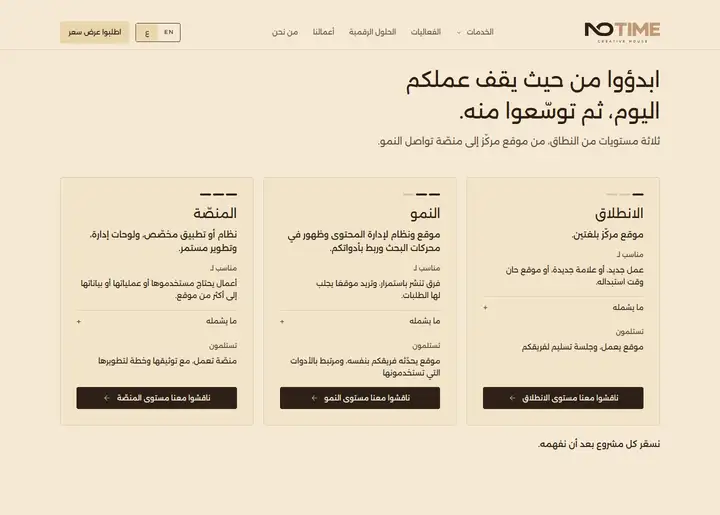 NOTIME
CREATIVE HOUSE
الخدمات
الفعاليات
الحلول الرقمية
أعمالنا
من نحن
EN
ع
اطلبوا عرض سعر
ابدؤوا من حيث يقف عملكم
اليوم، ثم توسّعوا منه.
ثلاثة مستويات من النطاق، من موقع مركّز إلى منصّة تواصل النمو.
الانطلاق
موقع مركّز بلغتين.
مناسب لـ
عمل جديد، أو علامة جديدة، أو موقع حان
وقت استبداله.
ما يشمله +
تستلمون
موقع يعمل، وجلسة تسليم لفريقكم
ناقشوا معنا مستوى الانطلاق ←
النمو
موقع ونظام لإدارة المحتوى وظهور في
محركات البحث وربط بأدواتكم.
مناسب لـ
فرق تنشر باستمرار، وتريد موقعًا يجلب
لها الطلبات.
ما يشمله +
تستلمون
موقع يحدّثه فريقكم بنفسه، ومرتبط بالأدوات
التي تستخدمونها
ناقشوا معنا مستوى النمو ←
المنصّة
نظام أو تطبيق مخصّص، ولوحات إدارة،
وتطوير مستمر.
مناسب لـ
أعمال يحتاج مستخدموها أو عملياتها أو بياناتها
إلى أكثر من موقع.
ما يشمله +
تستلمون
منصّة تعمل، مع توثيقها وخطة لتطويرها
ناقشوا معنا مستوى المنصّة ←
نسعّر كل مشروع بعد أن نفهمه.